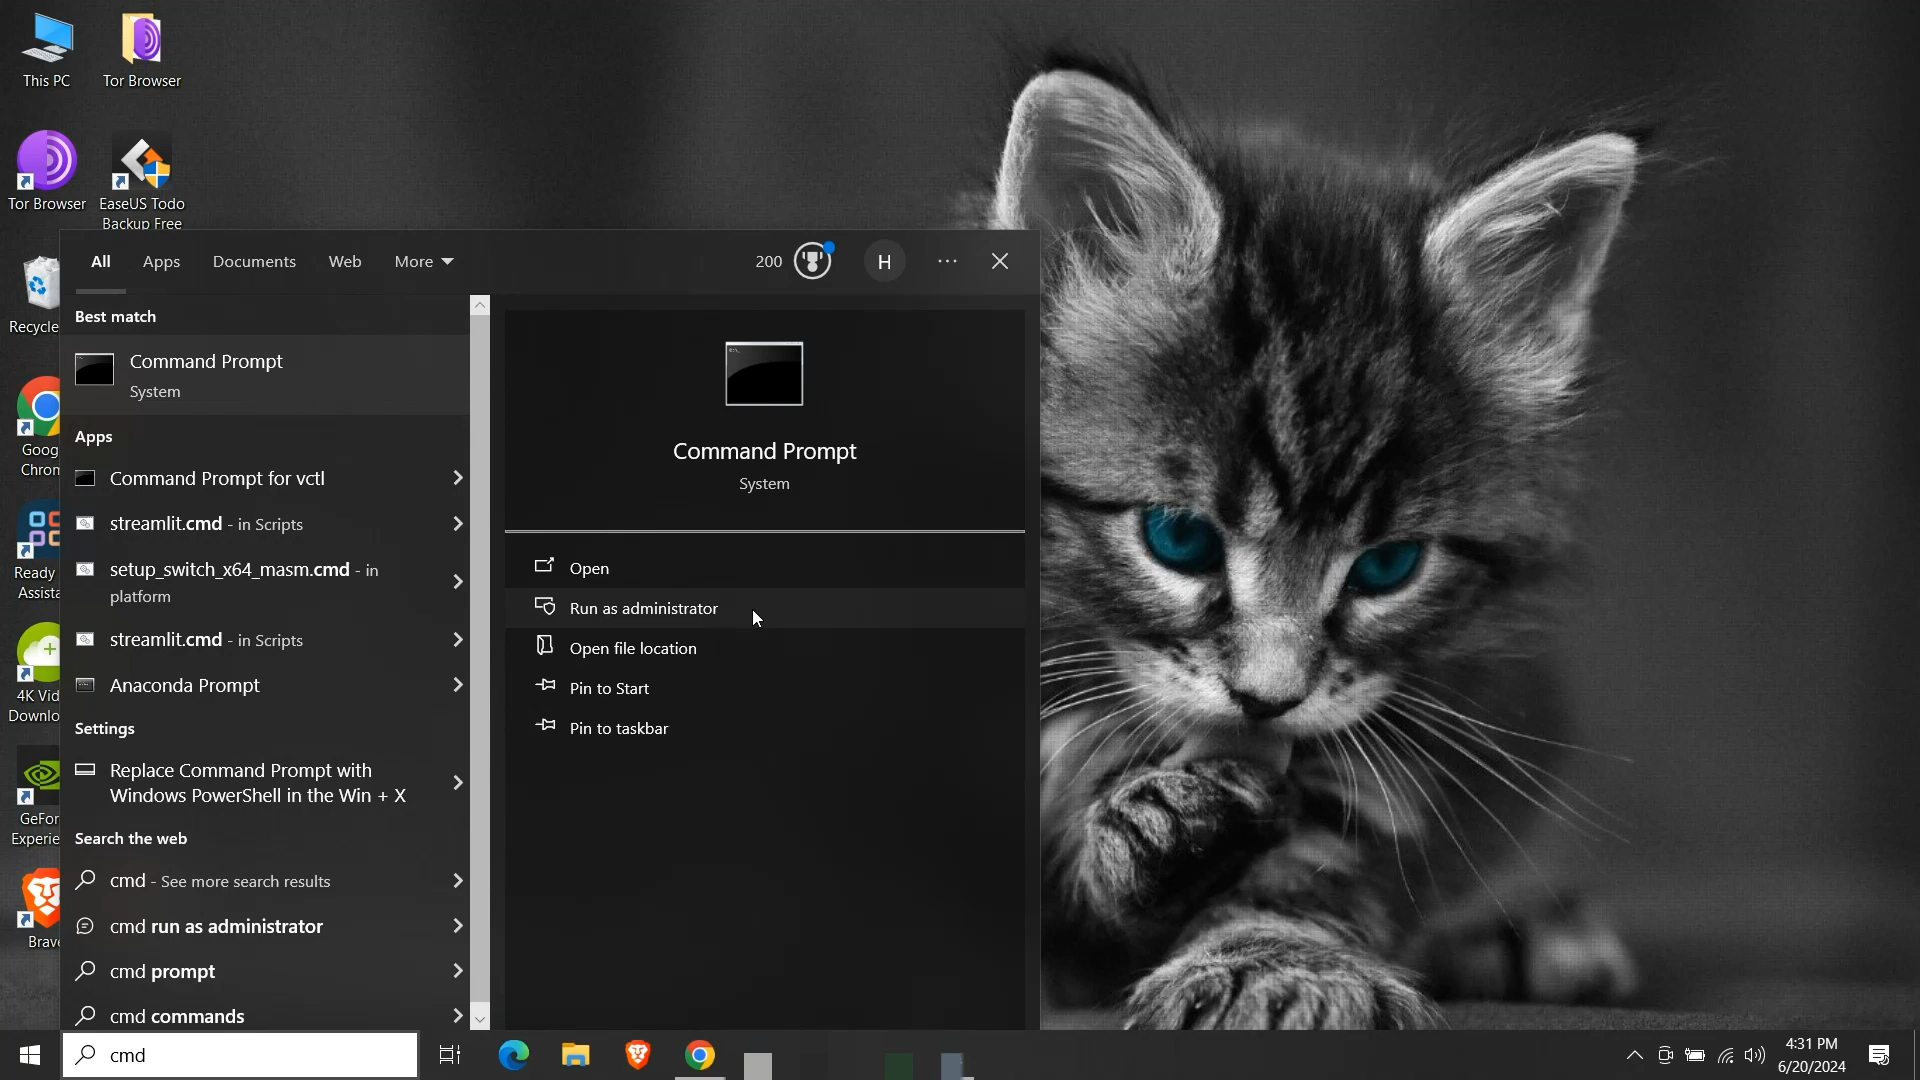 This PC
Tor Browser
Tor Browser
EaseUS Todo
Backup Free
Recycle
Goog
Chrom
Ready
Assista
4K Vid
Downlo
GeFor
Experie
Brave
All
Apps
Documents
Web
More
200
H
Best match
Command Prompt
System
Apps
Command Prompt for vctl
streamlit.cmd - in Scripts
setup_switch_x64_masm.cmd - in
platform
streamlit.cmd - in Scripts
Anaconda Prompt
Settings
Replace Command Prompt with
Windows PowerShell in the Win + X
Search the web
cmd - See more search results
cmd run as administrator
cmd prompt
cmd commands
Command Prompt
System
Open
Run as administrator
Open file location
Pin to Start
Pin to taskbar
cmd
4:31 PM
6/20/2024